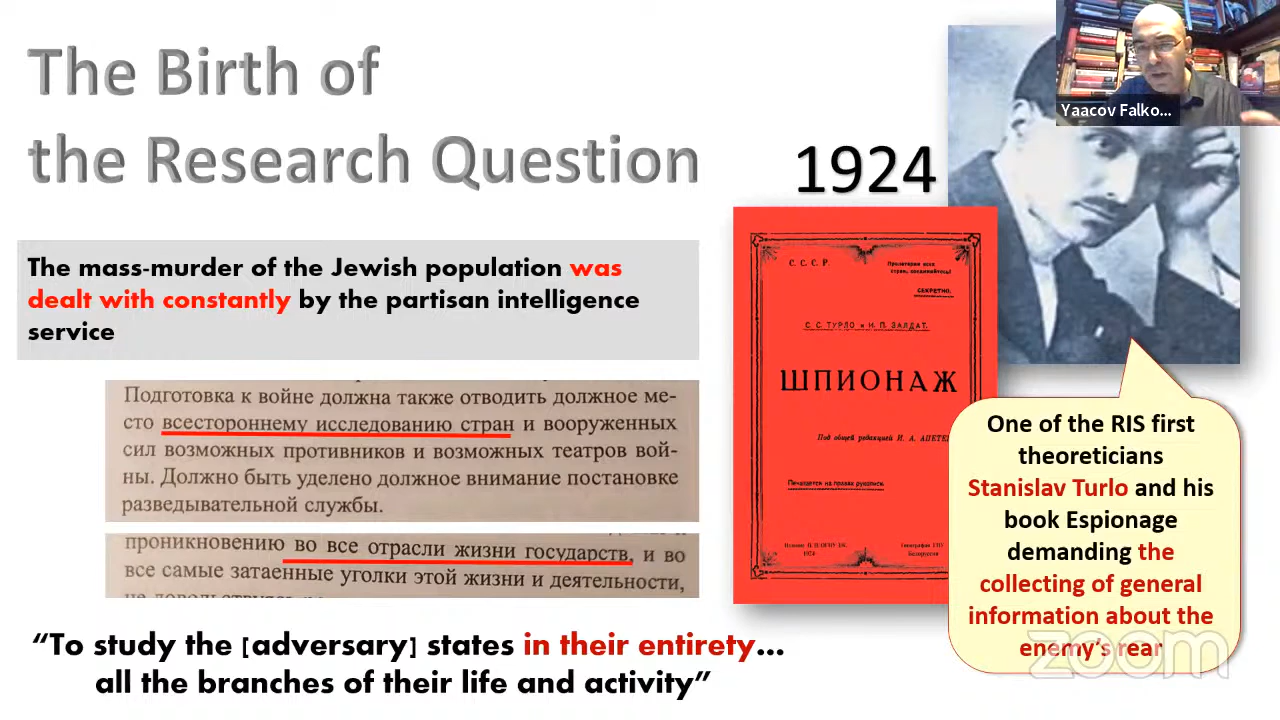 The Birth of
the Research Question
1924
Yaacov Falko...
The mass-murder of the Jewish population was
dealt with constantly by the partisan intelligence
service
Подготовка к войне должна также отводить должное ме-
сто всестороннему исследованию стран и вооруженных
сил возможных противников и возможных театров вой-
ны. Должно быть уделено должное внимание постановке
разведывательной службы.
проникновению во все отрасли жизни государств, и во
все самые затаенные уголки этой жизни и деятельности,
"To study the [adversary] states in their entirety...
all the branches of their life and activity"
С. С. С. Р.
Пролетарии всех
стран, соединяйтесь!
СЕКРЕТНО.
С. С. ТУРЛО и И. П. ЗАЛДАТ.
ШПИОНАЖ
Под общей редакцией И. А. АПЕТЕР
Печатается на правах рукописи.
1924
Белоруссии
One of the RIS first
theoreticians
Stanislav Turlo and his
book Espionage
demanding the
collecting of general
information about the
enemy's rear
zoom